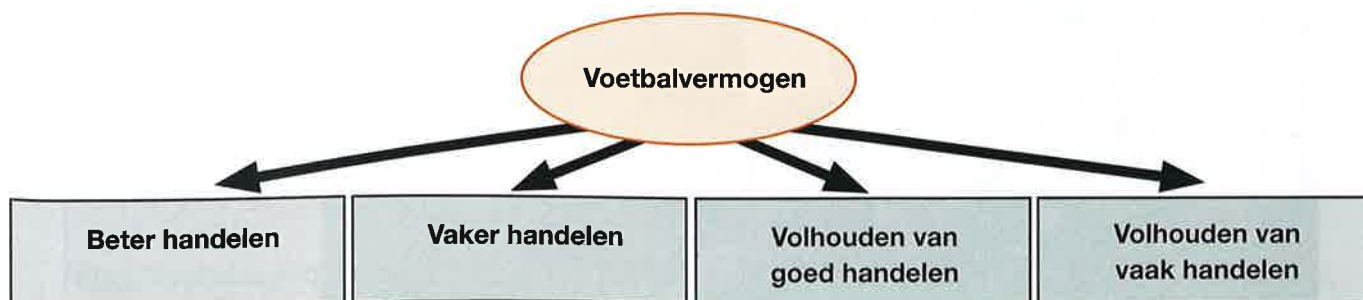 Voetbalvermogen
Beter handelen
Vaker handelen
Volhouden van
goed handelen
Volhouden van
vaak handelen